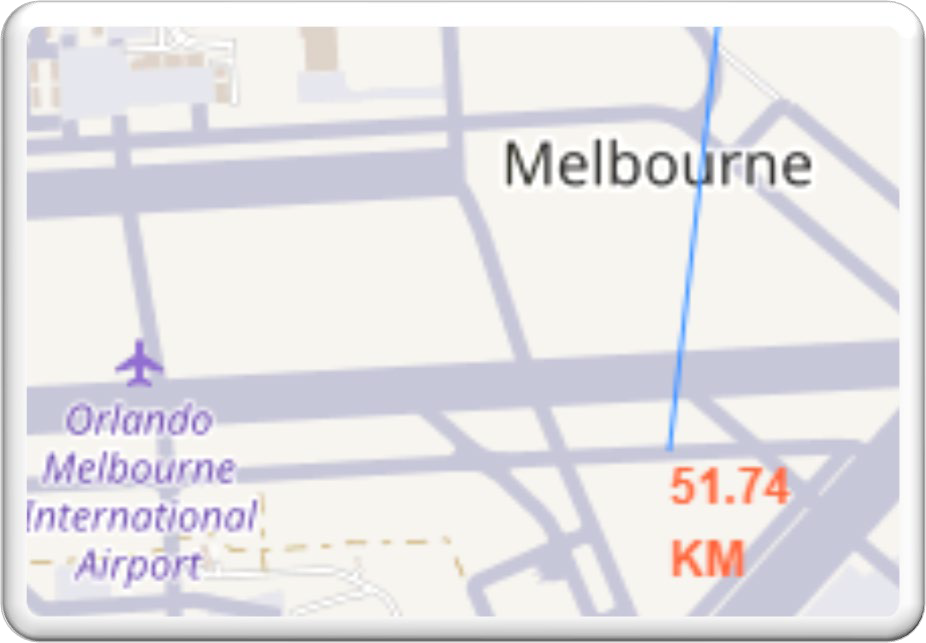 Melbourne
Orlando
Melbourne
International
Airport
51.74
KM